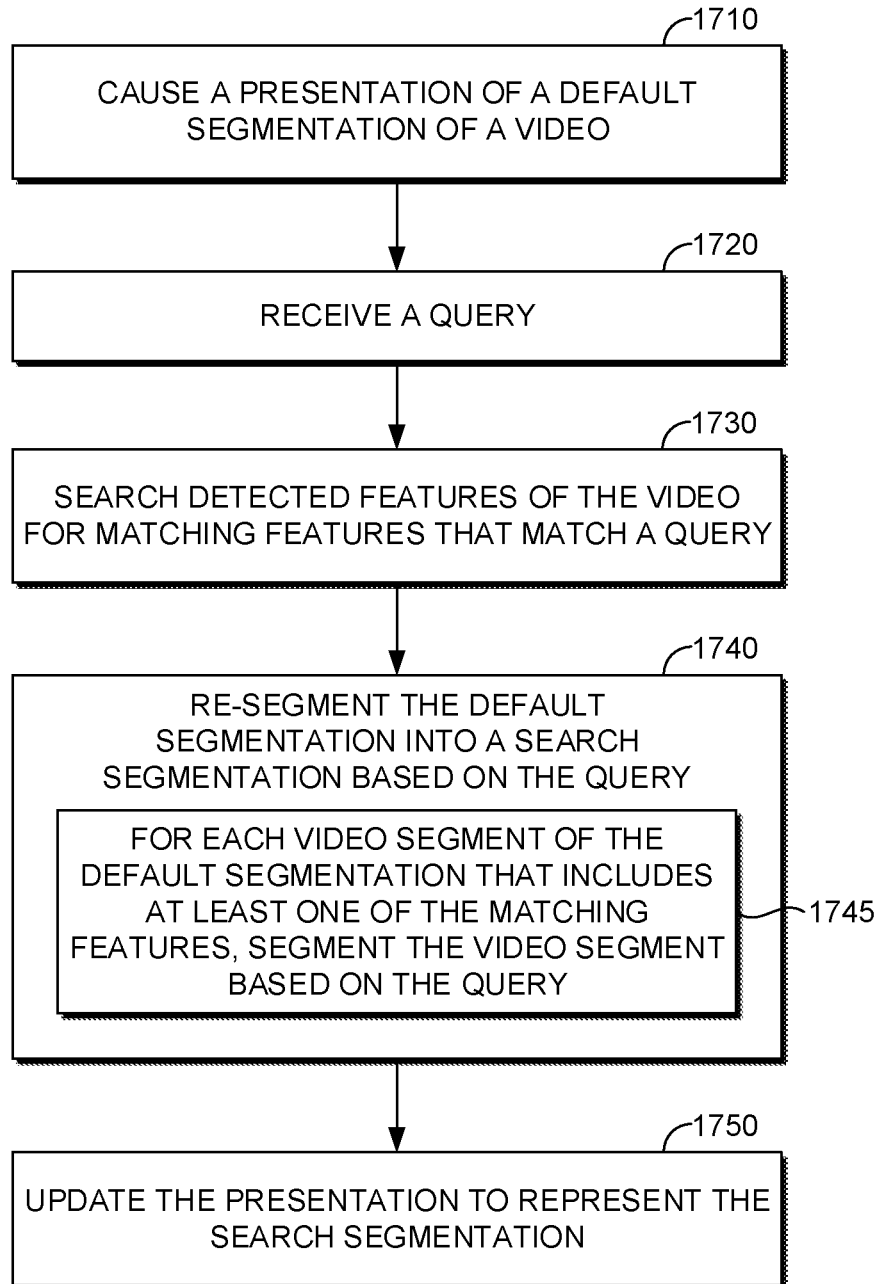 1710
CAUSE A PRESENTATION OF A DEFAULT
SEGMENTATION OF A VIDEO
1720
RECEIVE A QUERY
1730
SEARCH DETECTED FEATURES OF THE VIDEO
FOR MATCHING FEATURES THAT MATCH A QUERY
1740
RE-SEGMENT THE DEFAULT
SEGMENTATION INTO A SEARCH
SEGMENTATION BASED ON THE QUERY
FOR EACH VIDEO SEGMENT OF THE
DEFAULT SEGMENTATION THAT INCLUDES
AT LEAST ONE OF THE MATCHING
FEATURES, SEGMENT THE VIDEO SEGMENT
BASED ON THE QUERY
1745
1750
UPDATE THE PRESENTATION TO REPRESENT THE
SEARCH SEGMENTATION